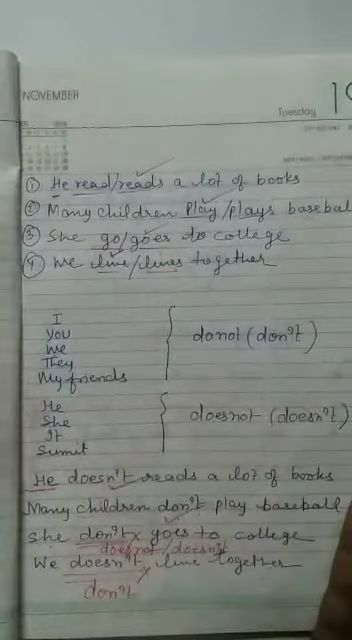 NOVEMBER
Tuesday
19
① He read/reads a lot of books
② Many children Play/plays basebal
③ She go/goes to college
④ We live/lives together
I
You
We
They
My friends
donot (don't)
He
She
It
Sumit
doesnot (doesn't)
He doesn't reads a lot of books
Many children don't play baseball
She don't goes to college
doesnot/doesn't
We doesn't live together
don't